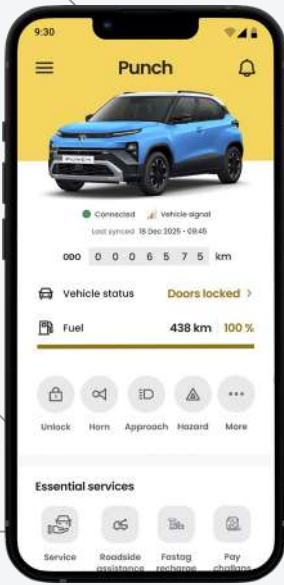 9:30
Punch
PUNCH
Connected Vehicle signal
Last synced 18 Dec 2025 - 09:45
0 0 0 6 5 7 5 km
Vehicle status Doors locked >
Fuel 438 km 100 %
Unlock Horn Approach Hazard More
Essential services
Service Roadside assistance Fastag recharge Pay challans